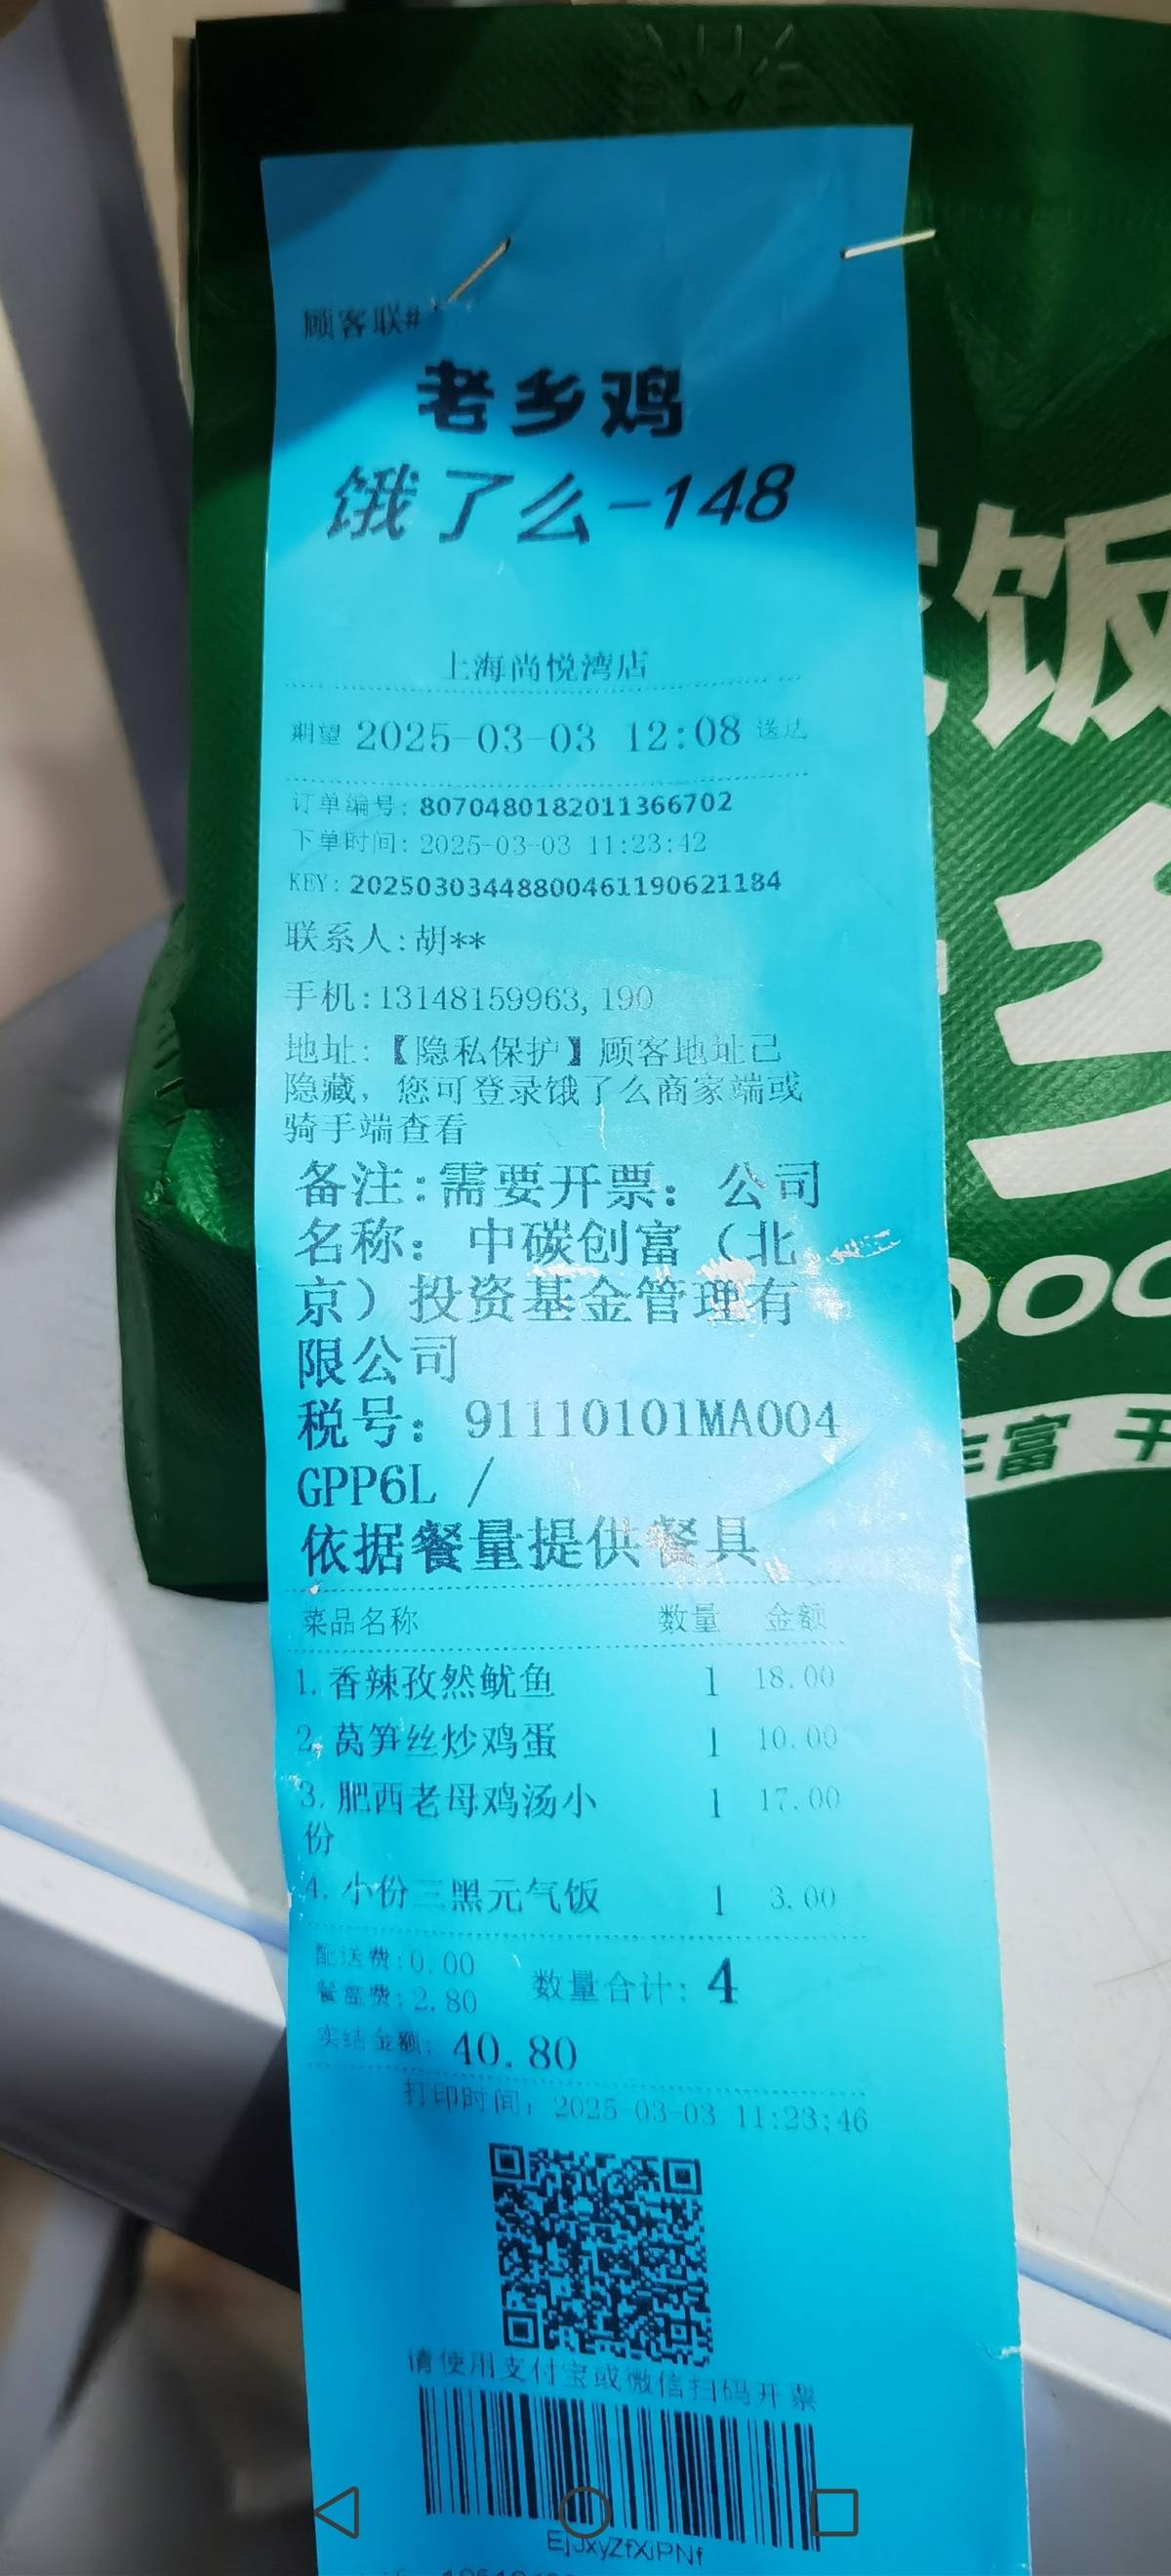 顾客联#
老乡鸡
饿了么-148
上海尚悦湾店
期望 2025-03-03 12:08 送达
订单编号: 8070480182011366702
下单时间: 2025-03-03 11:23:42
KEY: 20250303448800461190621184
联系人:胡**
手机:13148159963,190
地址:【隐私保护】顾客地址已
隐藏，您可登录饿了么商家端或
骑手端查看
备注:需要开票：公司
名称：中碳创富（北
京）投资基金管理有
限公司
税号：91110101MA004
GPP6L /
依据餐量提供餐具
菜品名称 数量 金额
1.香辣孜然鱿鱼 1 18.00
2.莴笋丝炒鸡蛋 1 10.00
3.肥西老母鸡汤小 1 17.00
份
4.小份三黑元气饭 1 3.00
配送费:0.00
餐盒费:2.80
数量合计: 4
实结金额: 40.80
打印时间: 2025-03-03 11:23:46
请使用支付宝或微信扫码开票
EjJxyZfXiPNf
饭
乡
丰富 干